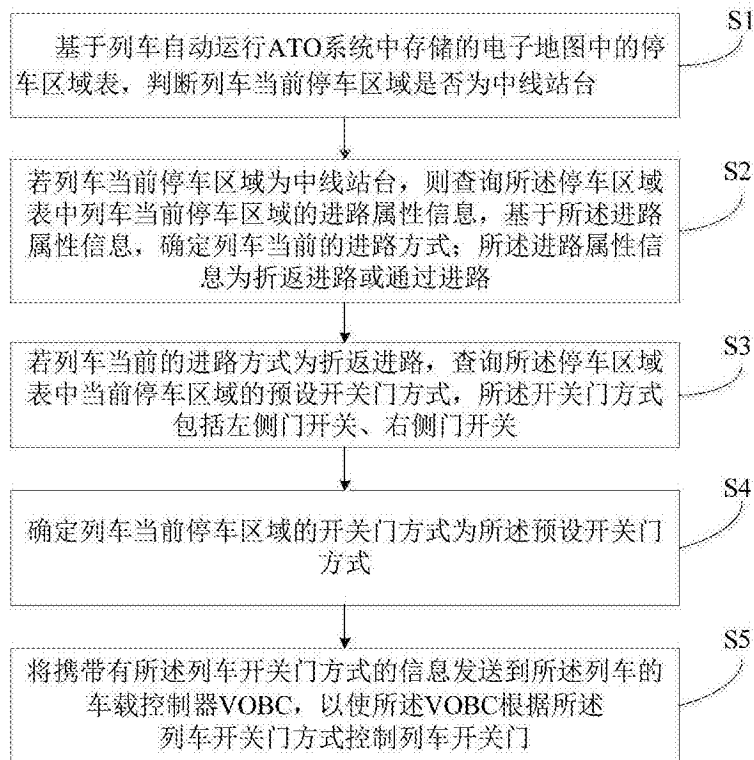 S1
基于列车自动运行ATO系统中存储的电子地图中的停
车区域表，判断列车当前停车区域是否为中线站台
S2
若列车当前停车区域为中线站台，则查询所述停车区域
表中列车当前停车区域的进路属性信息，基于所述进路
属性信息，确定列车当前的进路方式；所述进路属性信
息为折返进路或通过进路
S3
若列车当前的进路方式为折返进路，查询所述停车区域
表中当前停车区域的预设开关门方式，所述开关门方式
包括左侧门开关、右侧门开关
S4
确定列车当前停车区域的开关门方式为所述预设开关门
方式
S5
将携带有所述列车开关门方式的信息发送到所述列车的
车载控制器VOBC，以使所述VOBC根据所述
列车开关门方式控制列车开关门